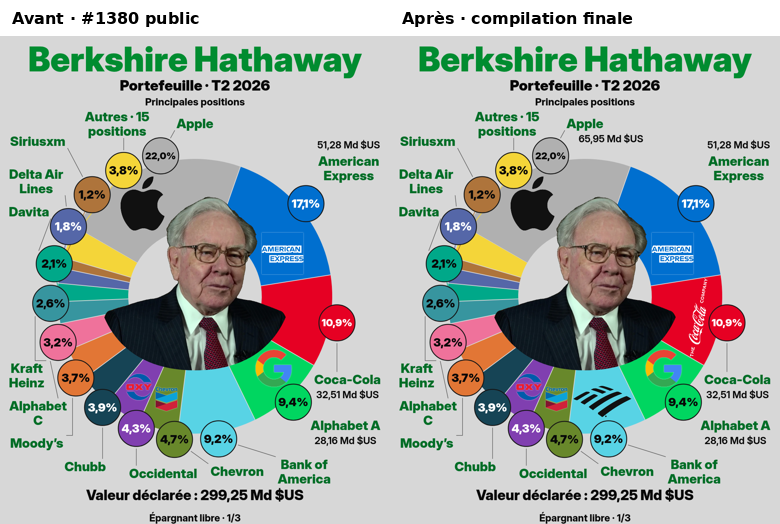 Avant · #1380 public
Berkshire Hathaway
Portefeuille · T2 2026
Principales positions
Autres · 15
positions
Apple
Siriusxm
51,28 Md $US
American
Express
22,0%
3,8%
Delta Air
Lines
1,2%
17,1%
Davita
1,8%
AMERICAN
EXPRESS
2,1%
2,6%
10,9%
3,2%
Kraft
Heinz
3,7%
OXY
Coca-Cola
32,51 Md $US
Alphabet
C
3,9%
9,4%
4,3%
4,7%
9,2%
Alphabet A
28,16 Md $US
Moody's
Chubb
Occidental
Chevron
Bank of
America
Valeur déclarée : 299,25 Md $US
Épargnant libre · 1/3
Après · compilation finale
Berkshire Hathaway
Portefeuille · T2 2026
Principales positions
Autres · 15
positions
Apple
65,95 Md $US
Siriusxm
51,28 Md $US
American
Express
22,0%
3,8%
Delta Air
Lines
1,2%
17,1%
Davita
1,8%
AMERICAN
EXPRESS
2,1%
2,6%
THE Coca-Cola COMPANY
10,9%
3,2%
Kraft
Heinz
3,7%
OXY
Coca-Cola
32,51 Md $US
Alphabet
C
3,9%
9,4%
4,3%
4,7%
9,2%
Alphabet A
28,16 Md $US
Moody's
Chubb
Occidental
Chevron
Bank of
America
Valeur déclarée : 299,25 Md $US
Épargnant libre · 1/3